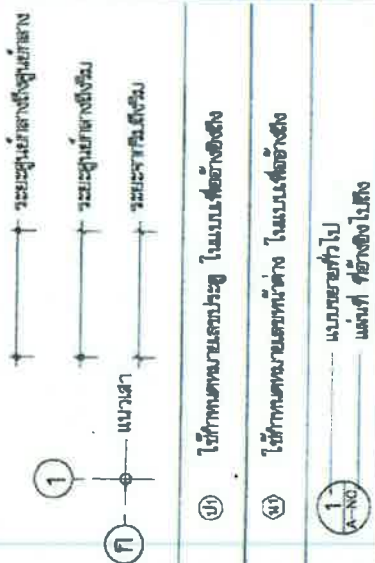 ระยะศูนย์กลางถึงศูนย์กลาง
ระยะศูนย์กลางถึงริม
ระยะจากริมถึงริม
1
ก
แนวเสา
ป1 ใช้กำหนดหมายเลขประตู ในแบบเพื่ออ้างอิงถึง
น1 ใช้กำหนดหมายเลขหน้าต่าง ในแบบเพื่ออ้างอิงถึง
1 แบบขยายทั่วไป
A-NO. แผ่นที่ ที่อ้างอิงไปถึง